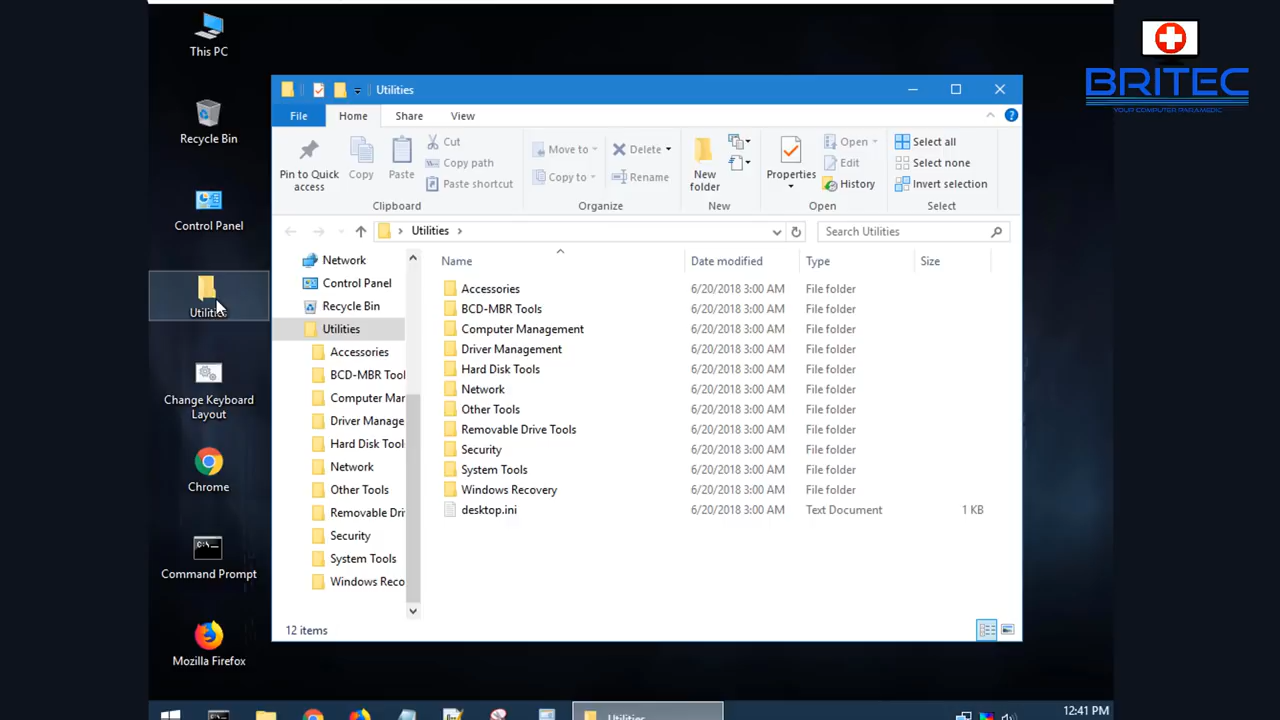 This PC
Recycle Bin
Control Panel
Utilities
Change Keyboard
Layout
Chrome
Command Prompt
Mozilla Firefox
Utilities
File
Home
Share
View
Pin to Quick
access
Copy
Paste
Cut
Copy path
Paste shortcut
Clipboard
Move to
Copy to
Delete
Rename
Organize
New
folder
New
Properties
Open
Edit
History
Open
Select all
Select none
Invert selection
Select
Utilities
Search Utilities
Network
Control Panel
Recycle Bin
Utilities
Accessories
BCD-MBR Tool
Computer Mar
Driver Manage
Hard Disk Tool
Network
Other Tools
Removable Dri
Security
System Tools
Windows Reco
Name Date modified Type Size
Accessories 6/20/2018 3:00 AM File folder
BCD-MBR Tools 6/20/2018 3:00 AM File folder
Computer Management 6/20/2018 3:00 AM File folder
Driver Management 6/20/2018 3:00 AM File folder
Hard Disk Tools 6/20/2018 3:00 AM File folder
Network 6/20/2018 3:00 AM File folder
Other Tools 6/20/2018 3:00 AM File folder
Removable Drive Tools 6/20/2018 3:00 AM File folder
Security 6/20/2018 3:00 AM File folder
System Tools 6/20/2018 3:00 AM File folder
Windows Recovery 6/20/2018 3:00 AM File folder
desktop.ini 6/20/2018 3:00 AM Text Document 1 KB
12 items
Utilities
12:41 PM
BRITEC
YOUR COMPUTER PARAMEDIC